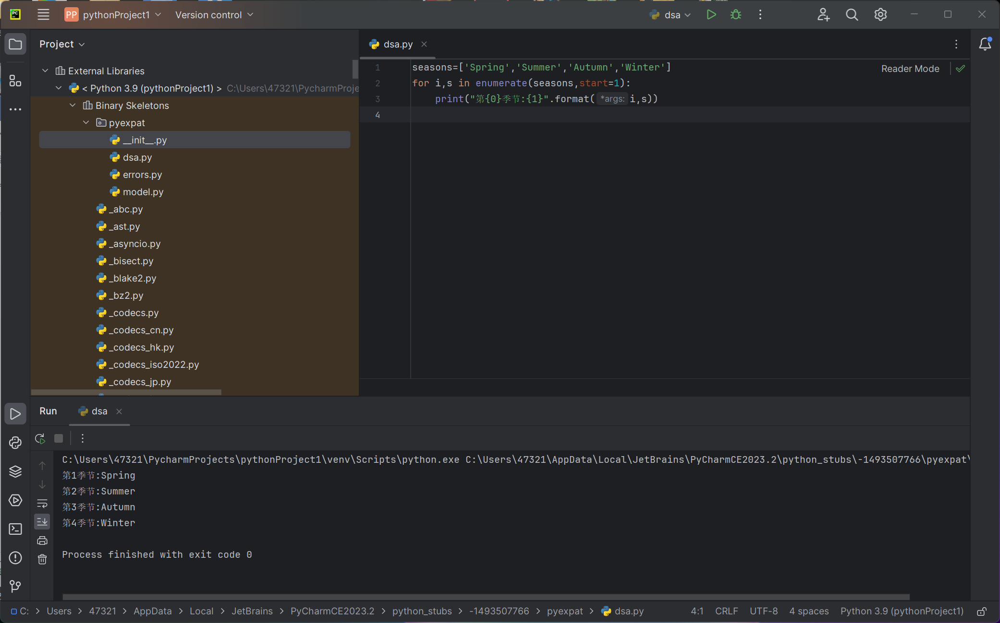 PC
PP pythonProject1 Version control dsa
Project
External Libraries
< Python 3.9 (pythonProject1) > C:\Users\47321\PycharmProje
Binary Skeletons
pyexpat
__init__.py
dsa.py
errors.py
model.py
_abc.py
_ast.py
_asyncio.py
_bisect.py
_blake2.py
_bz2.py
_codecs.py
_codecs_cn.py
_codecs_hk.py
_codecs_iso2022.py
_codecs_jp.py
dsa.py
Reader Mode
1 seasons=['Spring','Summer','Autumn','Winter']
2 for i,s in enumerate(seasons,start=1):
3 print("第{0}季节:{1}".format( *args: i,s))
4
Run dsa
C:\Users\47321\PycharmProjects\pythonProject1\venv\Scripts\python.exe C:\Users\47321\AppData\Local\JetBrains\PyCharmCE2023.2\python_stubs\-1493507766\pyexpat\
第1季节:Spring
第2季节:Summer
第3季节:Autumn
第4季节:Winter
Process finished with exit code 0
C: > Users > 47321 > AppData > Local > JetBrains > PyCharmCE2023.2 > python_stubs > -1493507766 > pyexpat > dsa.py 4:1 CRLF UTF-8 4 spaces Python 3.9 (pythonProject1)